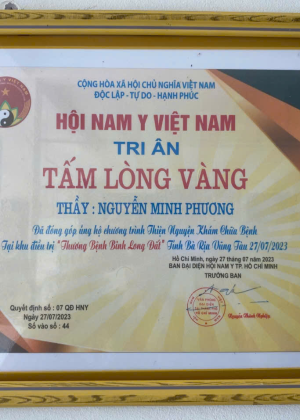 CỘNG HÒA XÃ HỘI CHỦ NGHĨA VIỆT NAM
ĐỘC LẬP - TỰ DO - HẠNH PHÚC
HỘI NAM Y VIỆT NAM
TRI ÂN
TẤM LÒNG VÀNG
THẦY : NGUYỄN MINH PHƯƠNG
Đã đóng góp ủng hộ chương trình Thiện Nguyện Khám Chữa Bệnh
Tại khu điều trị "Thương Bệnh Binh Long Đất" Tỉnh Bà Rịa Vũng Tàu 27/07/2023
Hồ Chí Minh, ngày 27 tháng 07 năm 2023
BAN ĐẠI DIỆN HỘI NAM Y TP. HỒ CHÍ MINH
TRƯỞNG BAN
Quyết định số : 07 QĐ HNY
Ngày 27/07/2023
Số vào sổ : 44